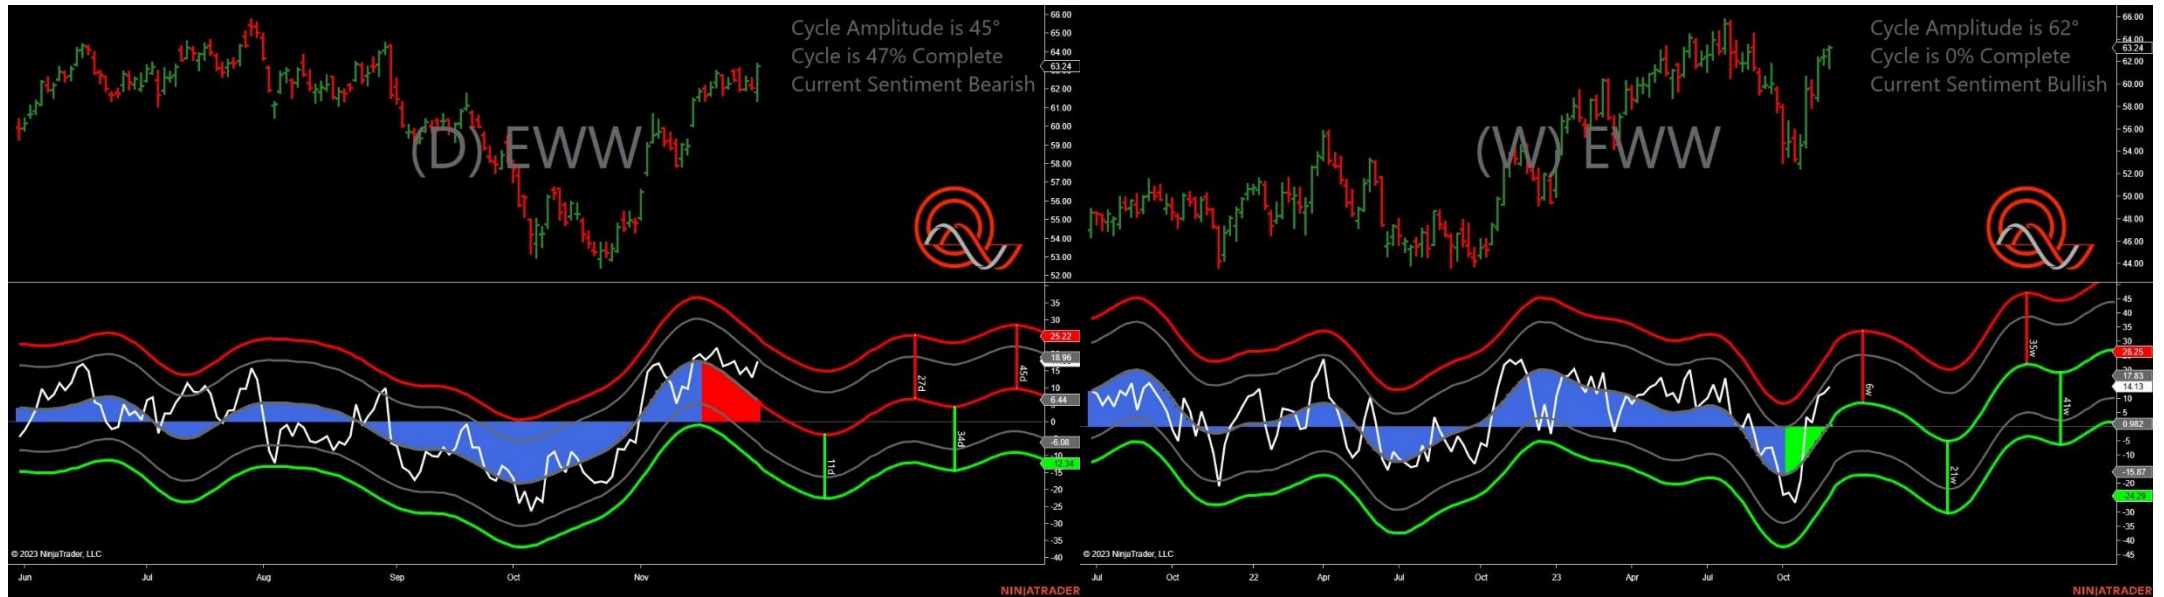 Cycle Amplitude is 45°
Cycle is 47% Complete
Current Sentiment Bearish
(D) EWW
66.00
65.00
64.00
63.24
62.00
61.00
60.00
59.00
58.00
57.00
56.00
55.00
54.00
53.00
52.00
35
30
25.22
18.96
15
10
6.44
5
0
-6.08
-12.34
-15
-20
-25
-30
-35
-40
27d
45d
34d
11d
© 2023 NinjaTrader, LLC
Jun
Jul
Aug
Sep
Oct
Nov
NINJATRADER
Cycle Amplitude is 62°
Cycle is 0% Complete
Current Sentiment Bullish
(W) EWW
66.00
64.00
63.24
62.00
60.00
58.00
56.00
54.00
52.00
50.00
48.00
46.00
44.00
45
40
35
30
26.25
17.83
14.13
10
5
0.982
-5
-10
-15.87
-20
-24.29
-30
-35
-40
-45
6w
35w
41w
21w
© 2023 NinjaTrader, LLC
Jul
Oct
22
Apr
Jul
Oct
23
Apr
Jul
Oct
NINJATRADER